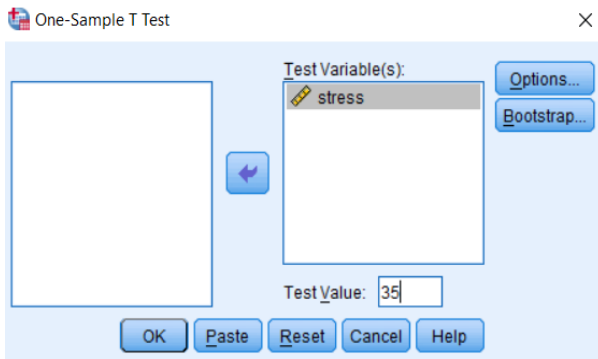 One-Sample T Test
Test Variable(s):
stress
Options...
Bootstrap...
Test Value: 35
OK Paste Reset Cancel Help